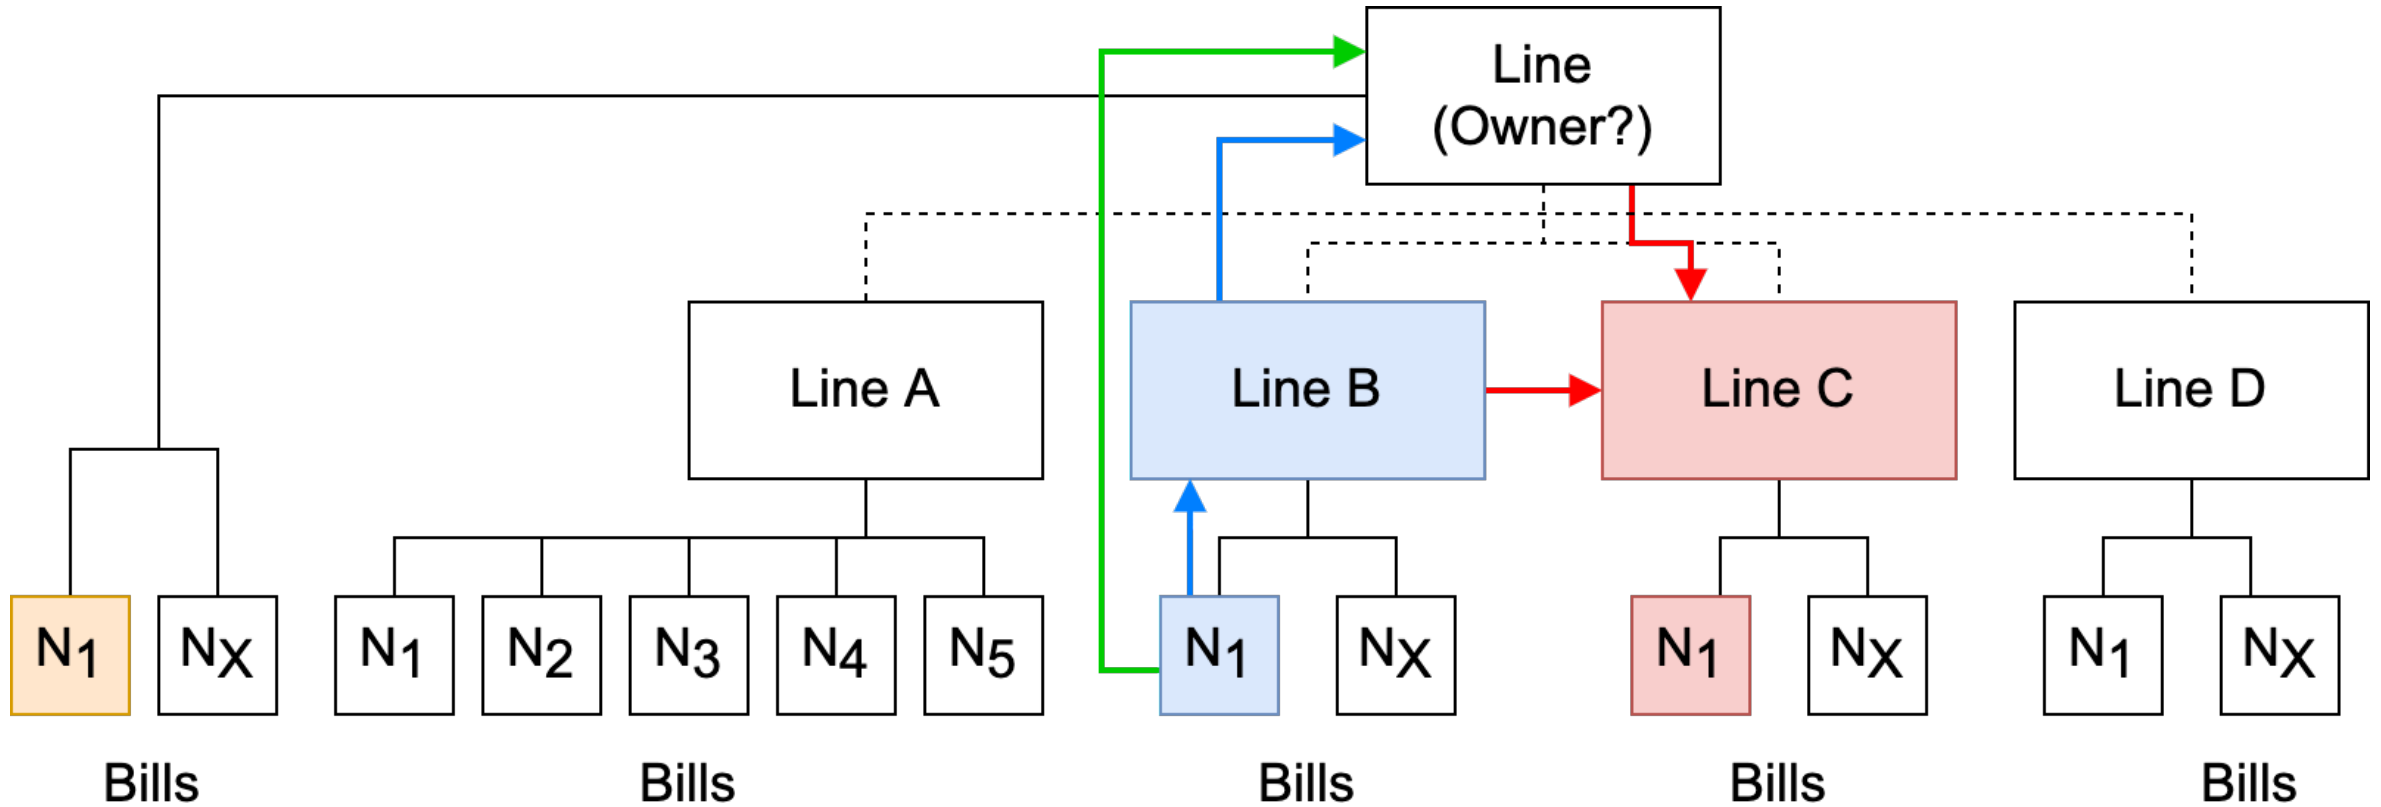 Line
(Owner?)
Line A
Line B
Line C
Line D
N1
NX
N1
N2
N3
N4
N5
N1
NX
N1
NX
N1
NX
Bills
Bills
Bills
Bills
Bills